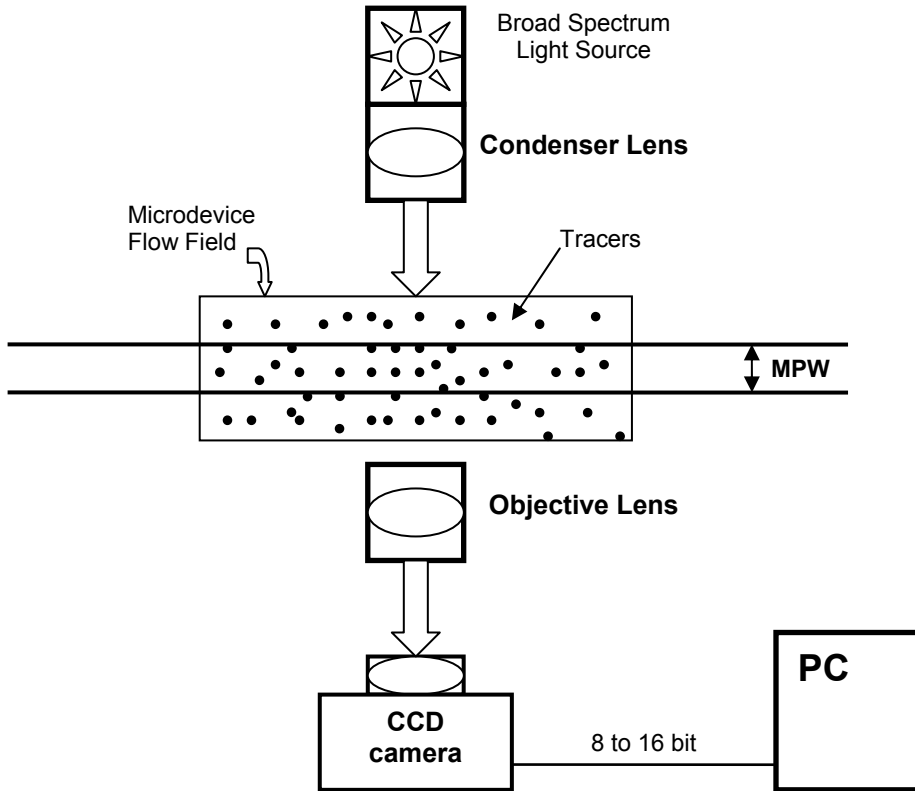 Broad Spectrum
Light Source
Condenser Lens
Microdevice
Flow Field
Tracers
MPW
Objective Lens
PC
CCD
camera
8 to 16 bit